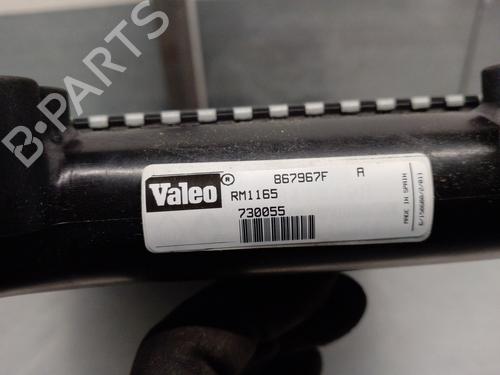 Valeo ® 867967F A
RM1165
730055
MADE IN SPAIN
B-PARTS